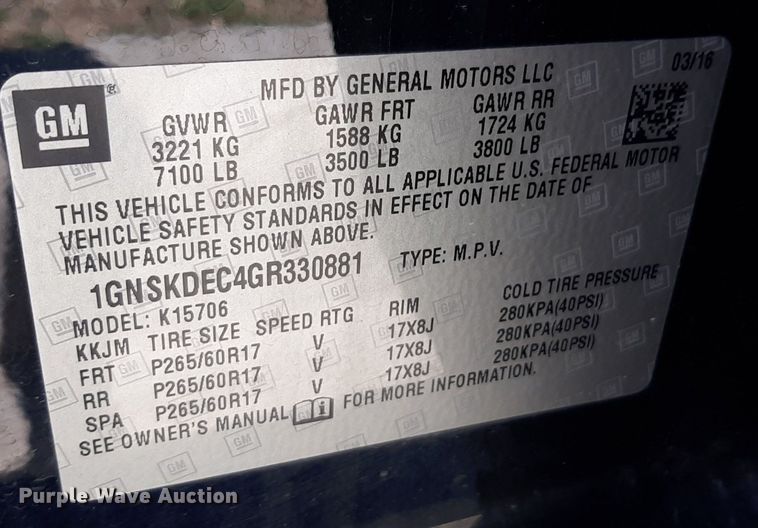 GM®
MFD BY GENERAL MOTORS LLC
03/16
GVWR GAWR FRT GAWR RR
3221 KG 1588 KG 1724 KG
7100 LB 3500 LB 3800 LB
THIS VEHICLE CONFORMS TO ALL APPLICABLE U.S. FEDERAL MOTOR
VEHICLE SAFETY STANDARDS IN EFFECT ON THE DATE OF
MANUFACTURE SHOWN ABOVE.
1GNSKDEC4GR330881 TYPE: M.P.V.
MODEL: K15706
KKJM TIRE SIZE SPEED RTG RIM COLD TIRE PRESSURE
FRT P265/60R17 V 17X8J 280KPA(40PSI)
RR P265/60R17 V 17X8J 280KPA(40PSI)
SPA P265/60R17 V 17X8J 280KPA(40PSI)
SEE OWNER'S MANUAL i FOR MORE INFORMATION.
Purple Wave Auction